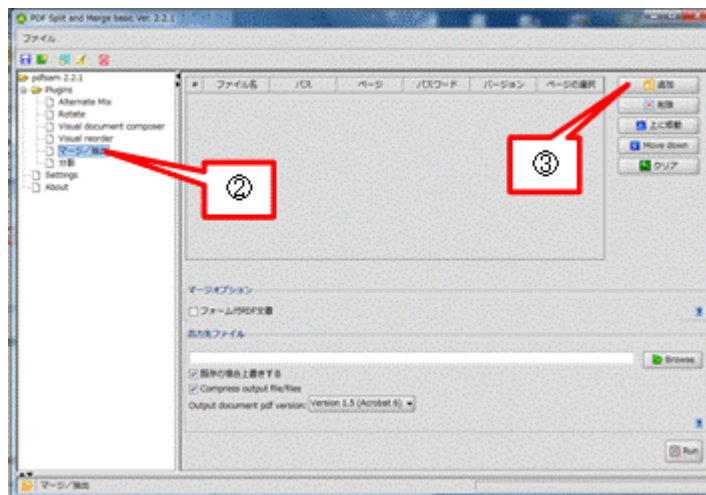 PDF Split and Merge basic Ver. 2.2.1
ファイル
pdfsam 2.2.1
Plugins
Alternate Mix
Rotate
Visual document composer
Visual reorder
マージ／抽出
分割
Settings
About
# ファイル名 パス ページ パスワード バージョン ページの選択
追加
削除
上に移動
Move down
クリア
②
③
マージオプション
フォーム付PDF文書
出力先ファイル
Browse
既存の場合上書きする
Compress output file/files
Output document pdf version: Version 1.5 (Acrobat 6)
Run
マージ／抽出